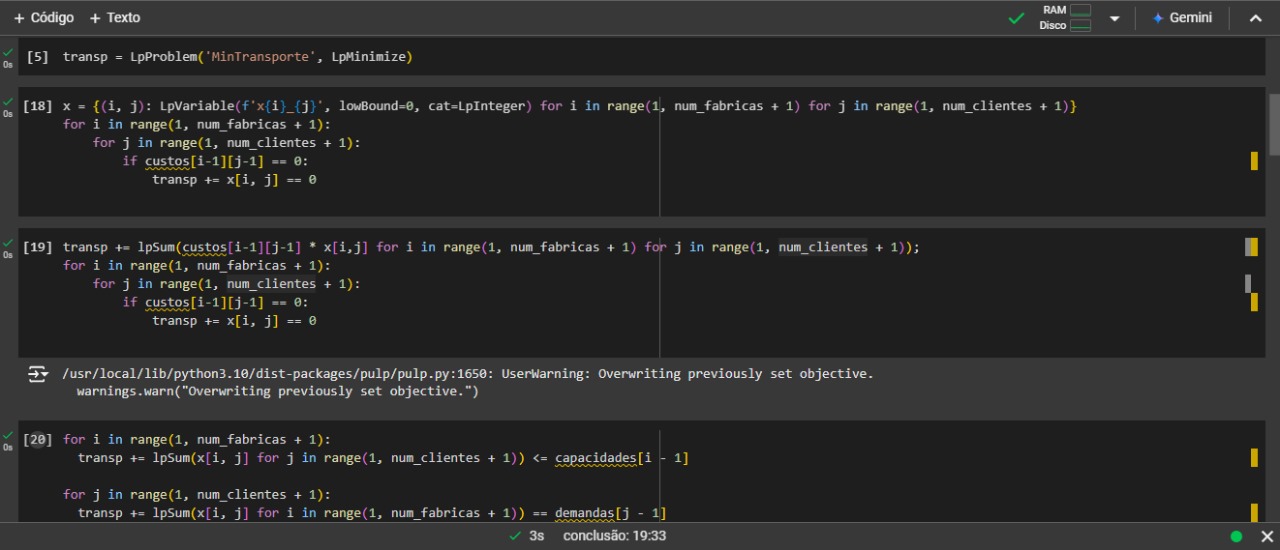 + Código + Texto
RAM
Disco
Gemini
0s
[5] transp = LpProblem('MinTransporte', LpMinimize)
0s
[18] x = {(i, j): LpVariable(f'x{i}_{j}', lowBound=0, cat=LpInteger) for i in range(1, num_fabricas + 1) for j in range(1, num_clientes + 1)}
for i in range(1, num_fabricas + 1):
    for j in range(1, num_clientes + 1):
        if custos[i-1][j-1] == 0:
            transp += x[i, j] == 0
0s
[19] transp += lpSum(custos[i-1][j-1] * x[i,j] for i in range(1, num_fabricas + 1) for j in range(1, num_clientes + 1));
for i in range(1, num_fabricas + 1):
    for j in range(1, num_clientes + 1):
        if custos[i-1][j-1] == 0:
            transp += x[i, j] == 0
/usr/local/lib/python3.10/dist-packages/pulp/pulp.py:1650: UserWarning: Overwriting previously set objective.
  warnings.warn("Overwriting previously set objective.")
0s
[20] for i in range(1, num_fabricas + 1):
  transp += lpSum(x[i, j] for j in range(1, num_clientes + 1)) <= capacidades[i - 1]
for j in range(1, num_clientes + 1):
  transp += lpSum(x[i, j] for i in range(1, num_fabricas + 1)) == demandas[j - 1]
3s conclusão: 19:33